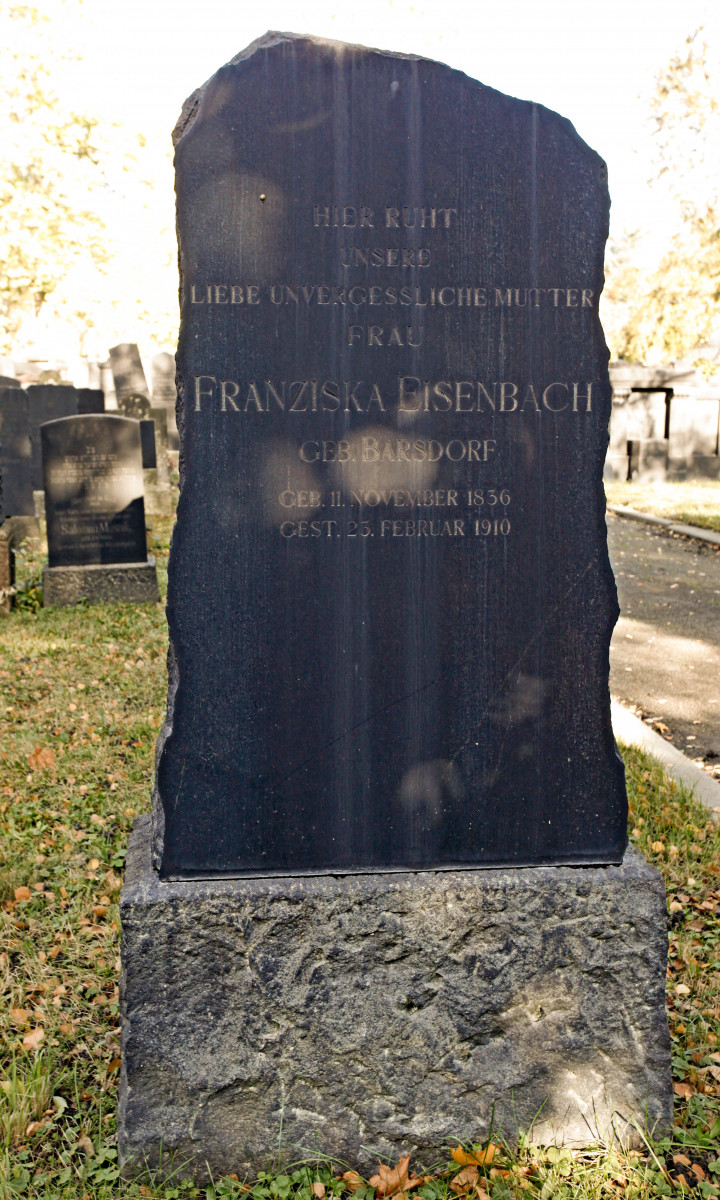 HIER RUHT
UNSERE
LIEBE UNVERGESSLICHE MUTTER
FRAU
FRANZISKA EISENBACH
GEB. BARSDORF
GEB. 11. NOVEMBER 1836
GEST. 23. FEBRUAR 1910